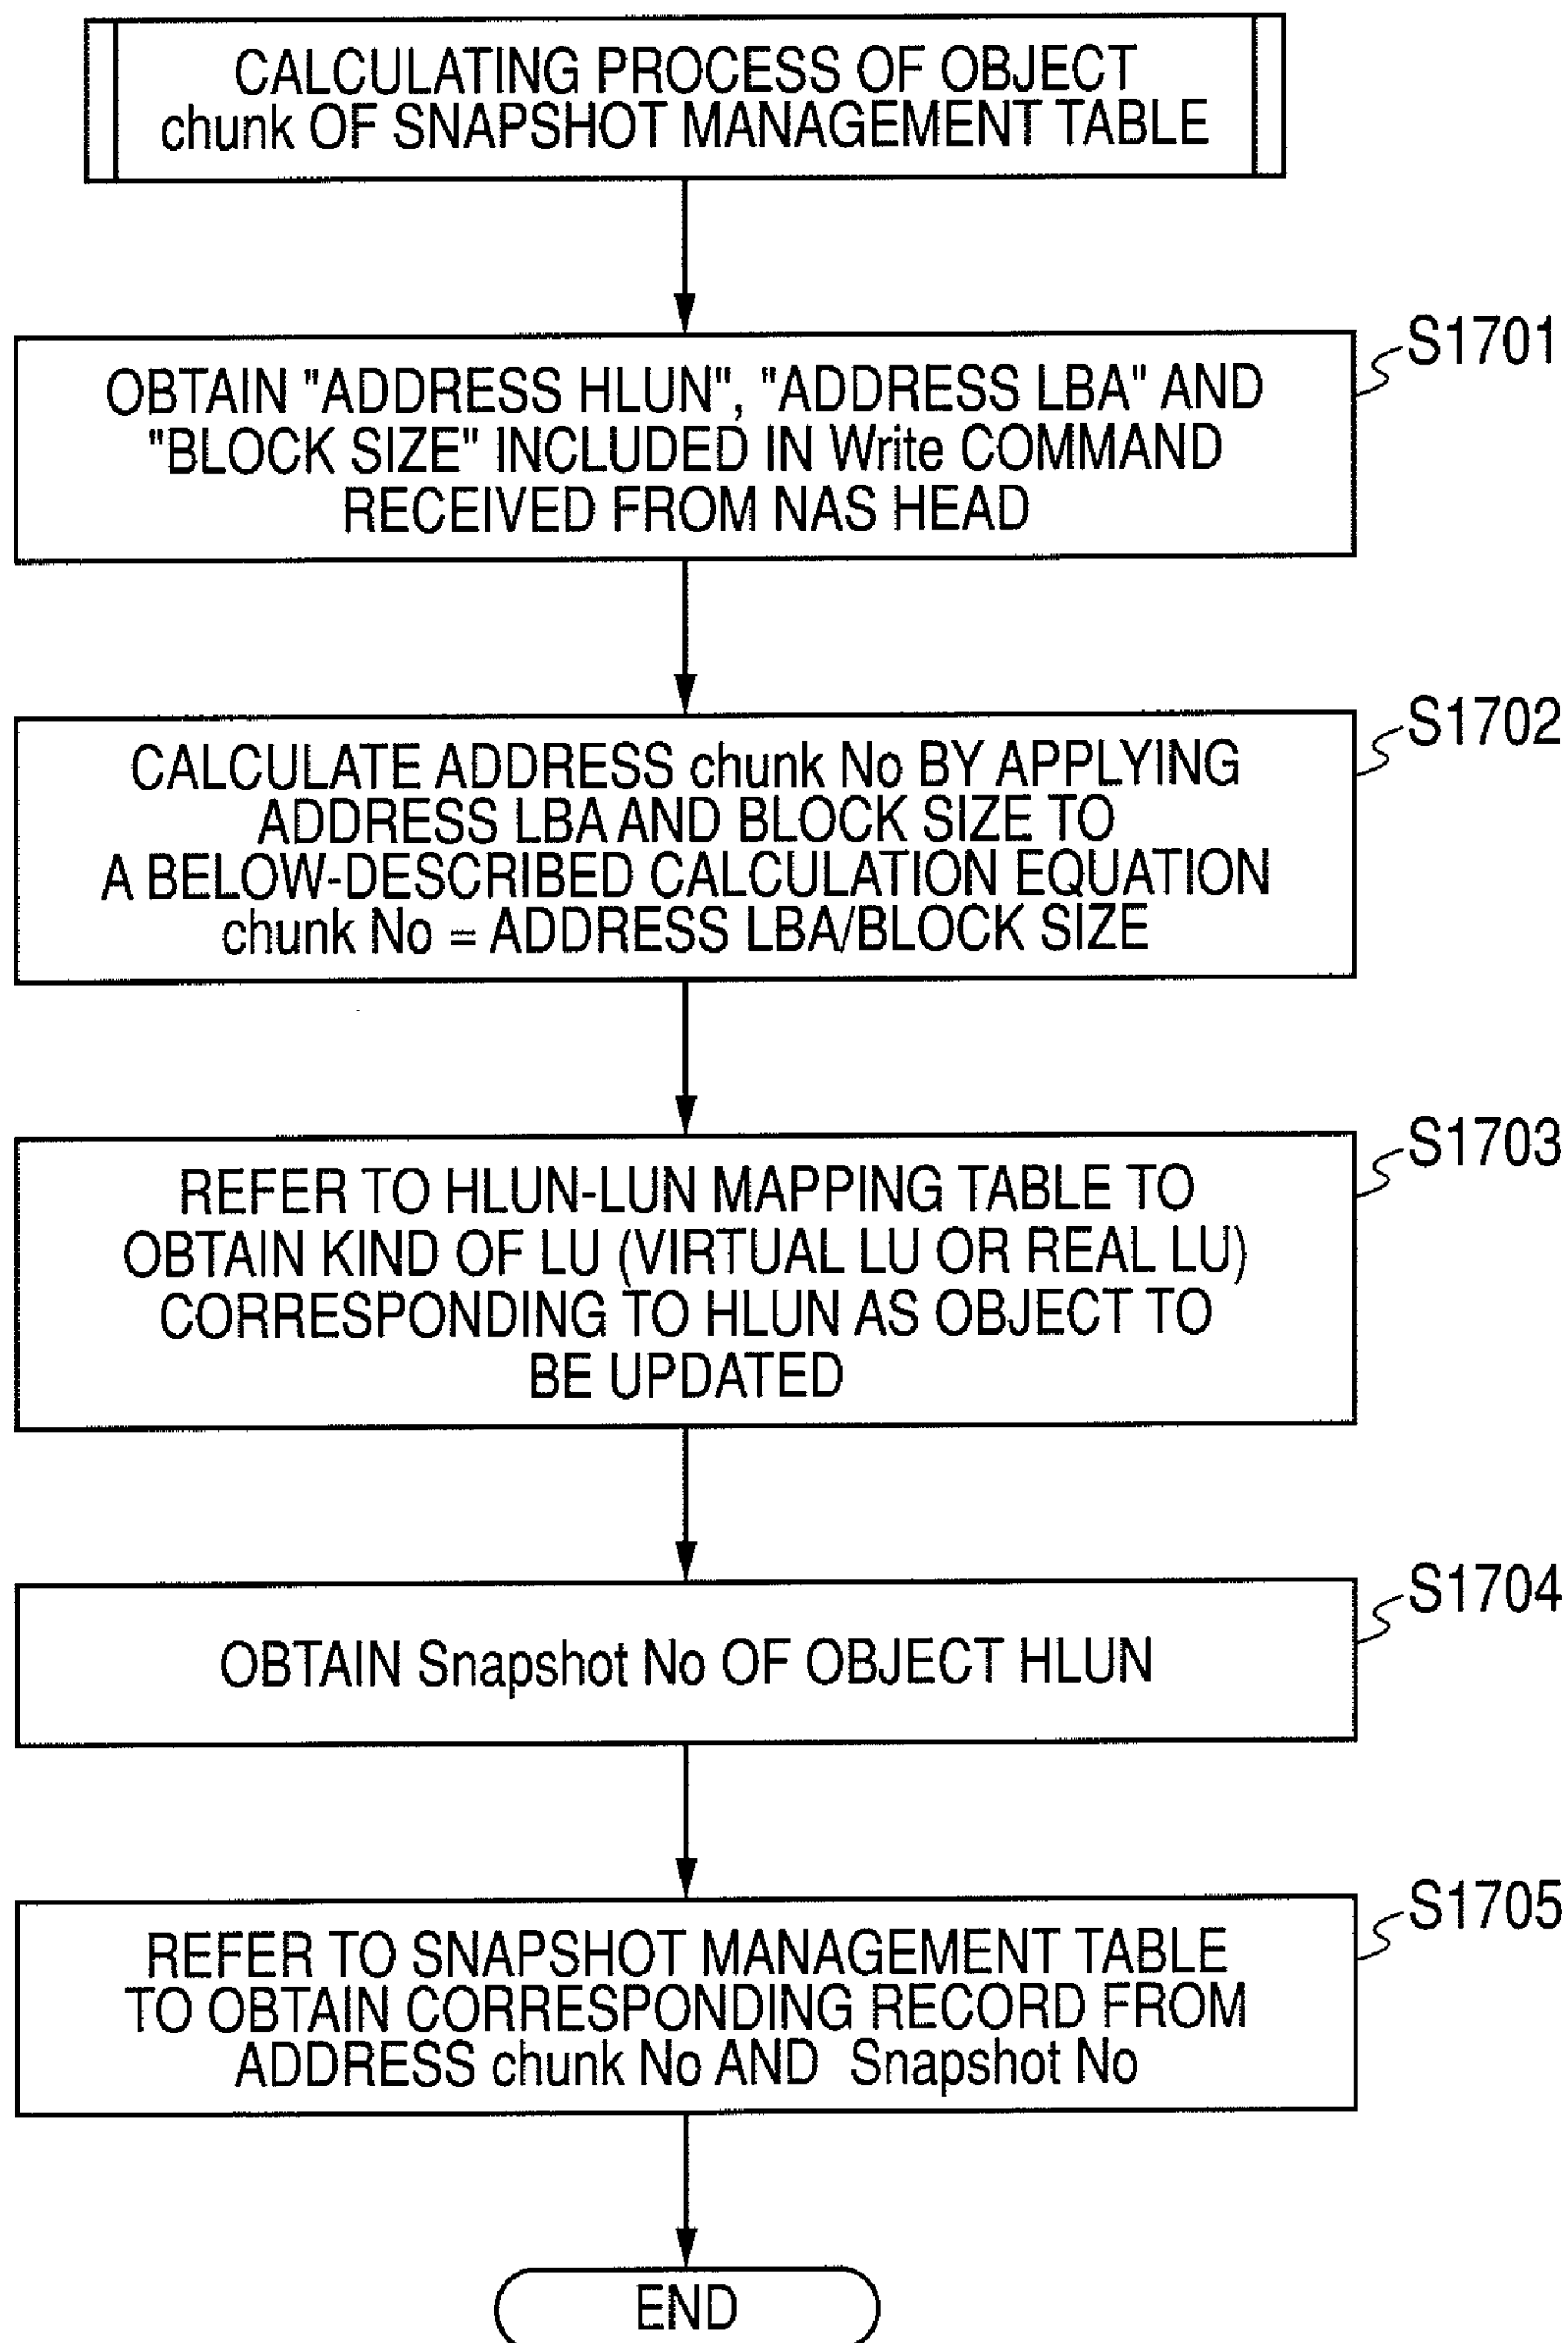 CALCULATING PROCESS OF OBJECT
chunk OF SNAPSHOT MANAGEMENT TABLE
S1701
OBTAIN "ADDRESS HLUN", "ADDRESS LBA" AND
"BLOCK SIZE" INCLUDED IN Write COMMAND
RECEIVED FROM NAS HEAD
S1702
CALCULATE ADDRESS chunk No BY APPLYING
ADDRESS LBA AND BLOCK SIZE TO
A BELOW-DESCRIBED CALCULATION EQUATION
chunk No = ADDRESS LBA/BLOCK SIZE
S1703
REFER TO HLUN-LUN MAPPING TABLE TO
OBTAIN KIND OF LU (VIRTUAL LU OR REAL LU)
CORRESPONDING TO HLUN AS OBJECT TO
BE UPDATED
S1704
OBTAIN Snapshot No OF OBJECT HLUN
S1705
REFER TO SNAPSHOT MANAGEMENT TABLE
TO OBTAIN CORRESPONDING RECORD FROM
ADDRESS chunk No AND Snapshot No
END